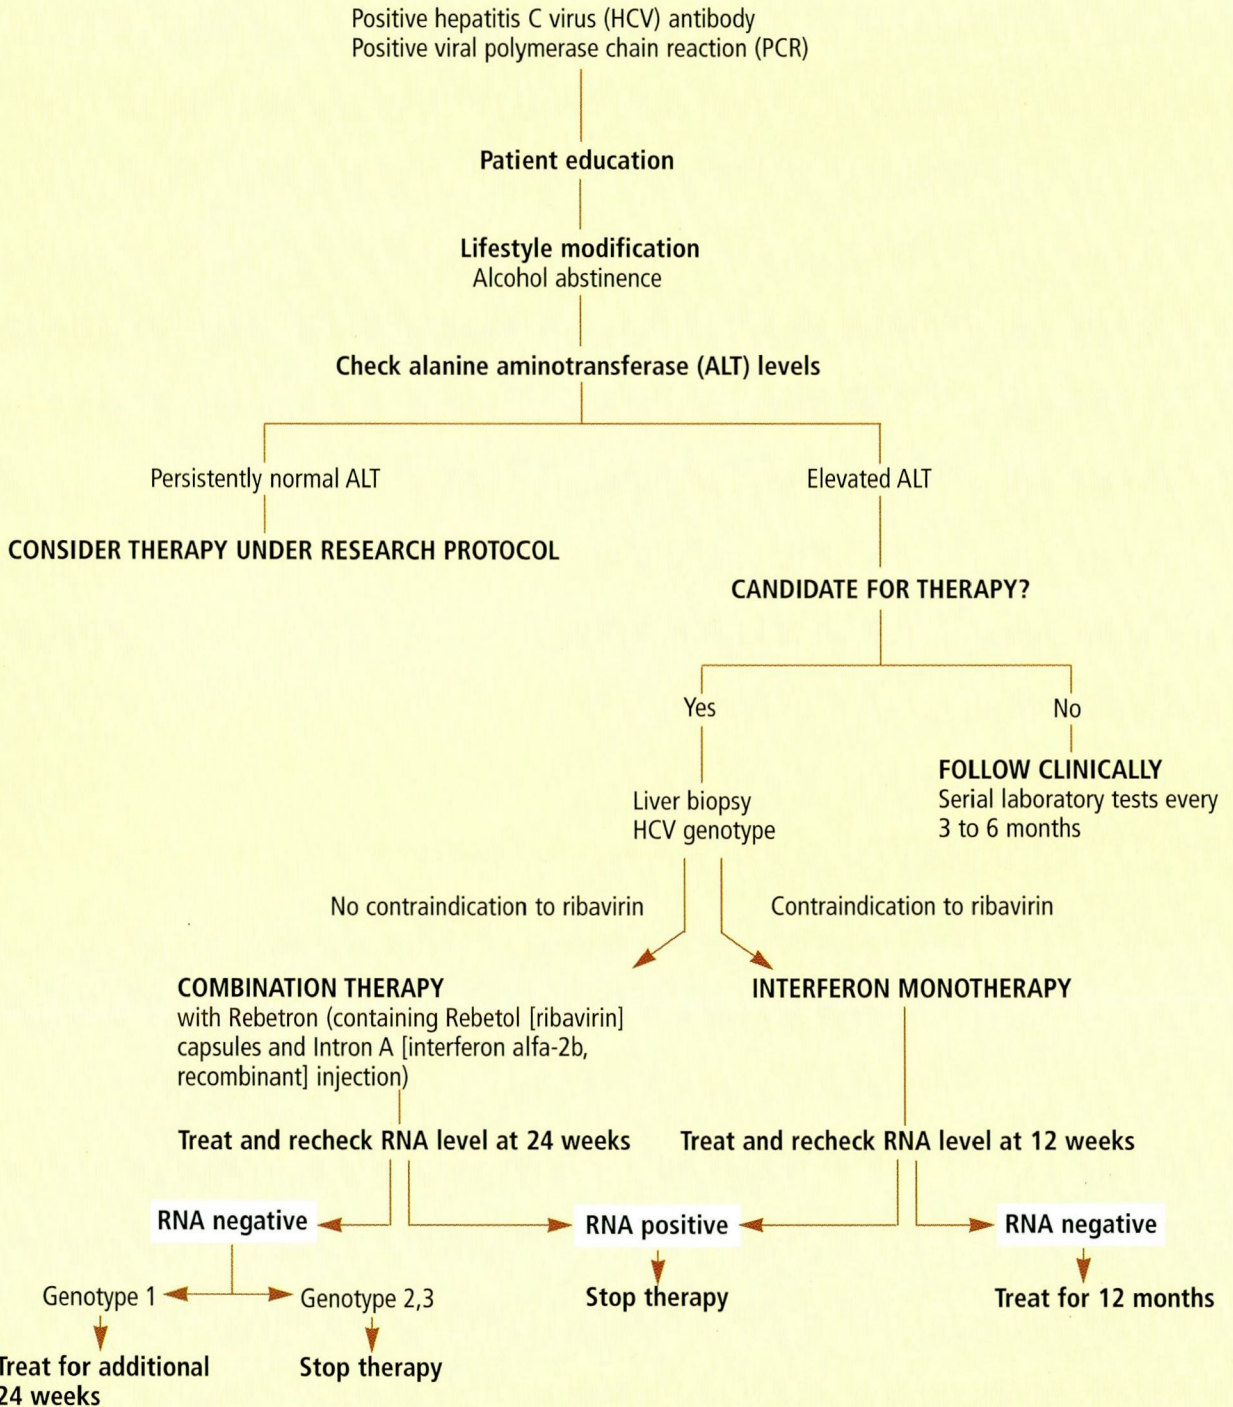 Positive hepatitis C virus (HCV) antibody
Positive viral polymerase chain reaction (PCR)
Patient education
Lifestyle modification
Alcohol abstinence
Check alanine aminotransferase (ALT) levels
Persistently normal ALT
Elevated ALT
CONSIDER THERAPY UNDER RESEARCH PROTOCOL
CANDIDATE FOR THERAPY?
Yes
No
FOLLOW CLINICALLY
Serial laboratory tests every
3 to 6 months
Liver biopsy
HCV genotype
No contraindication to ribavirin
Contraindication to ribavirin
COMBINATION THERAPY
with Rebetron (containing Rebetol [ribavirin]
capsules and Intron A [interferon alfa-2b,
recombinant] injection)
INTERFERON MONOTHERAPY
Treat and recheck RNA level at 24 weeks
Treat and recheck RNA level at 12 weeks
RNA negative
RNA positive
RNA negative
Genotype 1
Genotype 2,3
Stop therapy
Treat for 12 months
Treat for additional
24 weeks
Stop therapy